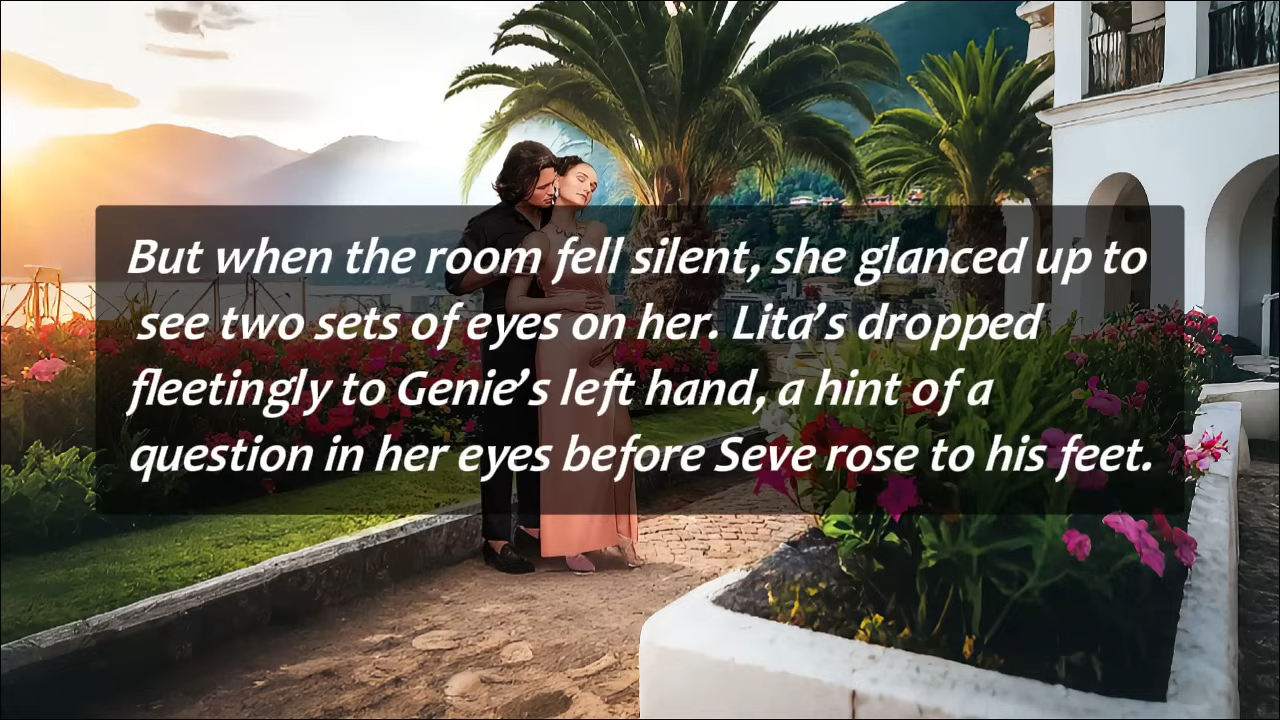 But when the room fell silent, she glanced up to
see two sets of eyes on her. Lita’s dropped
fleetingly to Genie’s left hand, a hint of a
question in her eyes before Seve rose to his feet.